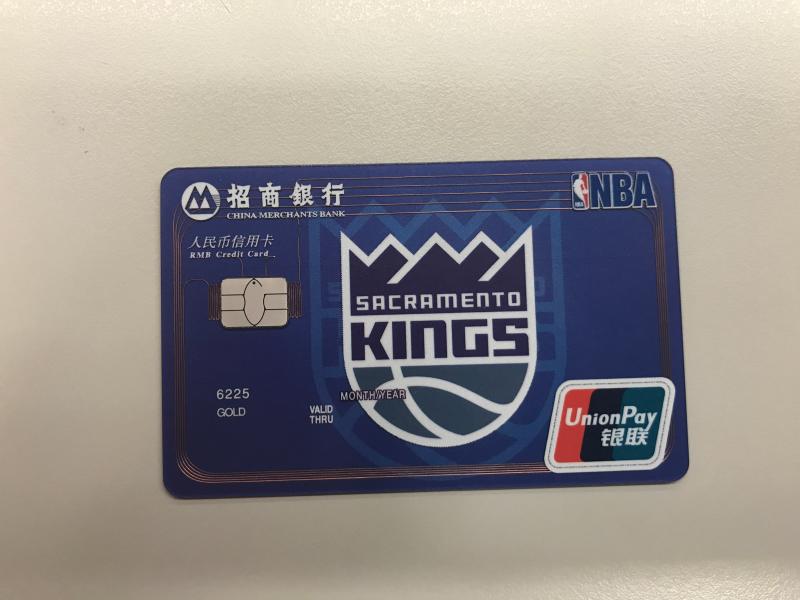 招商银行
CHINA MERCHANTS BANK
NBA
NBA
人民币信用卡
RMB Credit Card
SACRAMENTO
KINGS
6225
MONTH/YEAR
GOLD
VALID
THRU
UnionPay
银联